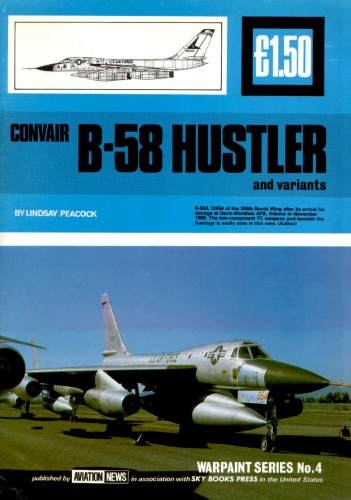 £1.50
CONVAIR B-58 HUSTLER
and variants
BY LINDSAY PEACOCK
B-58A 12064 of the 305th Bomb Wing after its arrival for
storage at Davis-Monthan AFB, Arizona in November
1969. The two-component TC weapons pod beneath the
fuselage is easily seen in this view. (Author)
U.S. AIR FORCE
WARPAINT SERIES No.4
published by AVIATION NEWS in association with SKY BOOKS PRESS in the United States